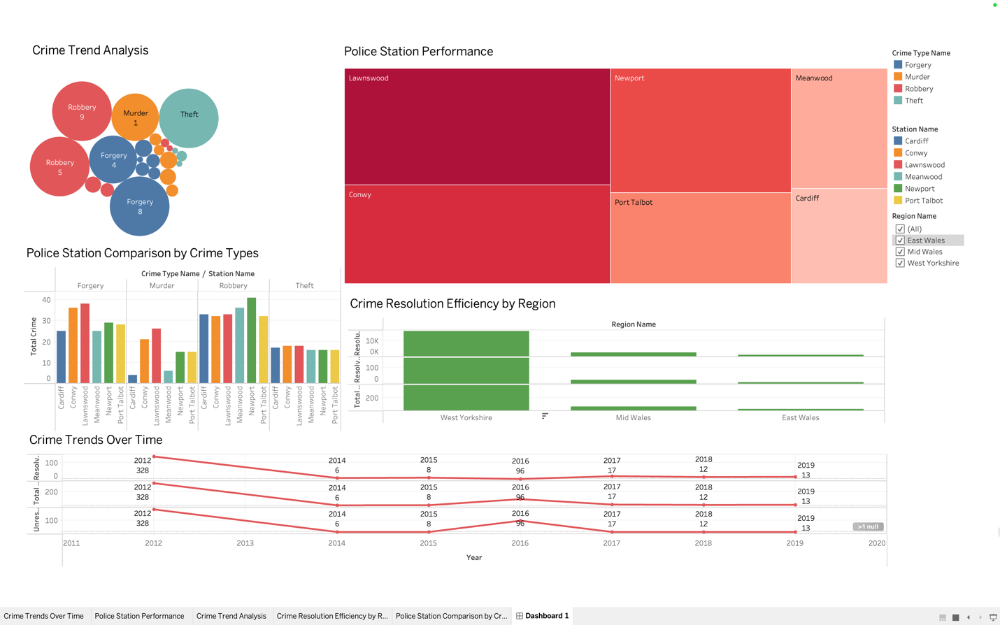 Crime Trend Analysis
Robbery
9
Murder
1
Theft
Robbery
5
Forgery
4
Forgery
8
Police Station Performance
Lawnswood
Newport
Meanwood
Conwy
Port Talbot
Cardiff
Crime Type Name
Forgery
Murder
Robbery
Theft
Station Name
Cardiff
Conwy
Lawnswood
Meanwood
Newport
Port Talbot
Region Name
(All)
East Wales
Mid Wales
West Yorkshire
Police Station Comparison by Crime Types
Crime Type Name / Station Name
Forgery Murder Robbery Theft
Total Crime
40
30
20
10
0
Cardiff Conwy Lawnswood Meanwood Newport Port Talbot Cardiff Conwy Lawnswood Meanwood Newport Port Talbot Cardiff Conwy Lawnswood Meanwood Newport Port Talbot Cardiff Conwy Lawnswood Meanwood Newport Port Talbot
Crime Resolution Efficiency by Region
Region Name
Resolu..
10K
0K
Resolv..
100
0
Total ..
200
West Yorkshire Mid Wales East Wales
Crime Trends Over Time
Resolv..
100
0
2012 2014 2015 2016 2017 2018 2019
328 6 8 96 17 12 13
Total ..
200
2012 2014 2015 2016 2017 2018 2019
328 6 8 96 17 12 13
Unres..
100
2012 2014 2015 2016 2017 2018 2019
328 6 8 96 17 12 13
>1 null
2011 2012 2013 2014 2015 2016 2017 2018 2019 2020
Year
Crime Trends Over Time Police Station Performance Crime Trend Analysis Crime Resolution Efficiency by R... Police Station Comparison by Cr... Dashboard 1